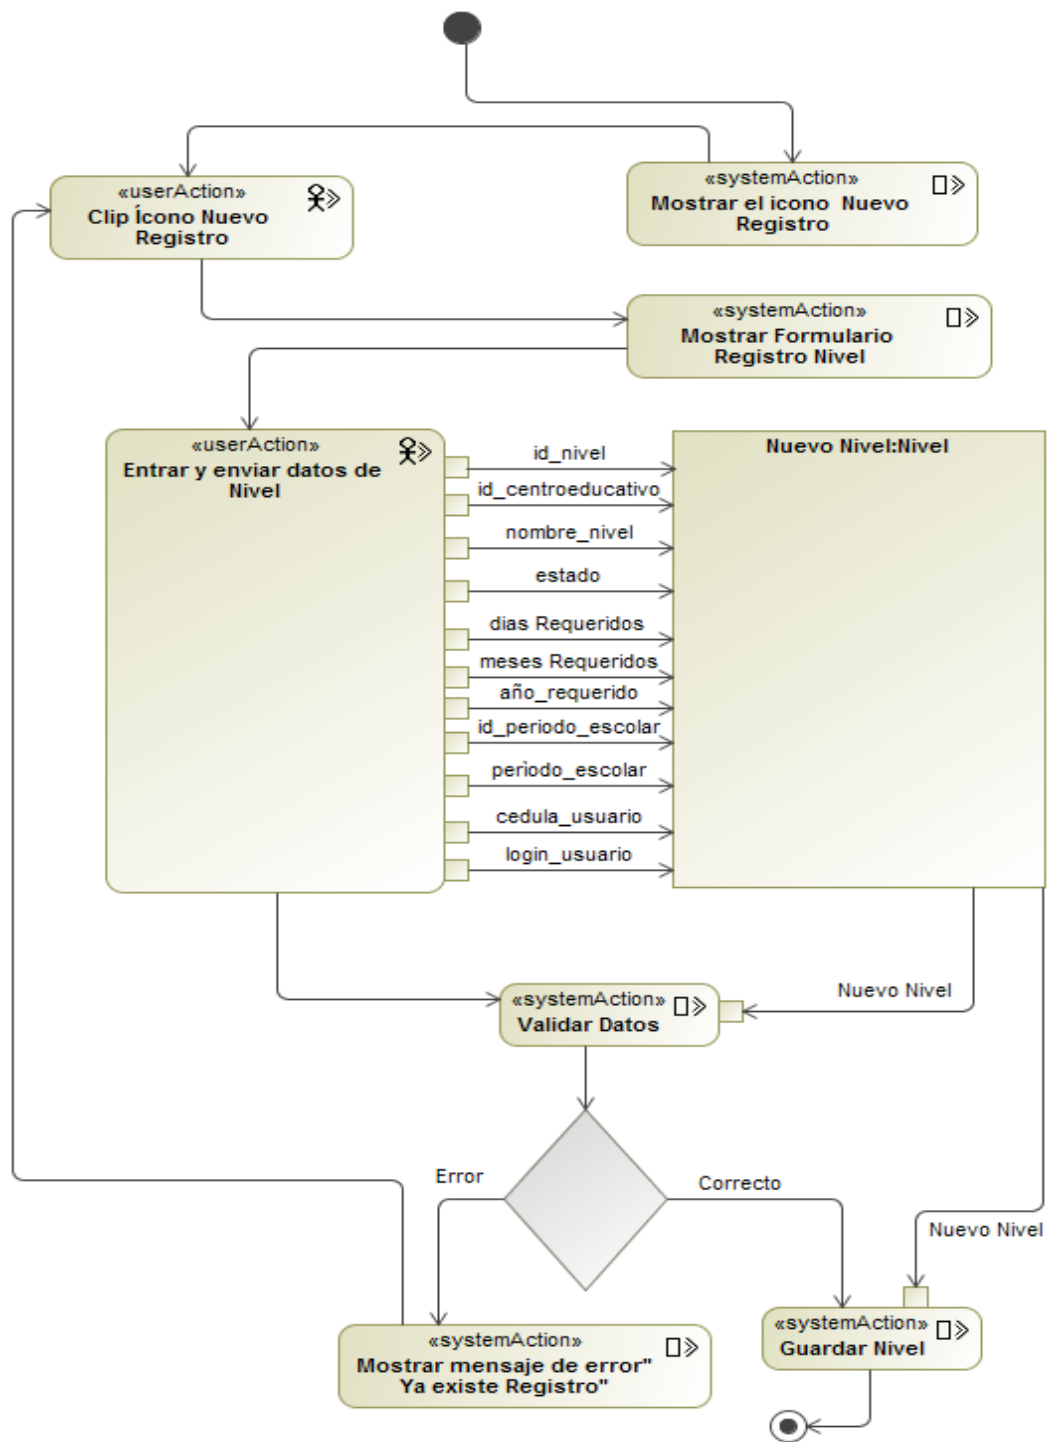 «userAction»
Clip Ícono Nuevo
Registro
«systemAction»
Mostrar el icono  Nuevo
Registro
«systemAction»
Mostrar Formulario
Registro Nivel
«userAction»
Entrar y enviar datos de
Nivel
id_nivel
id_centroeducativo
nombre_nivel
estado
dias Requeridos
meses Requeridos
año_requerido
id_periodo_escolar
periodo_escolar
cedula_usuario
login_usuario
Nuevo Nivel:Nivel
«systemAction»
Validar Datos
Nuevo Nivel
Error
Correcto
Nuevo Nivel
«systemAction»
Mostrar mensaje de error"
Ya existe Registro"
«systemAction»
Guardar Nivel